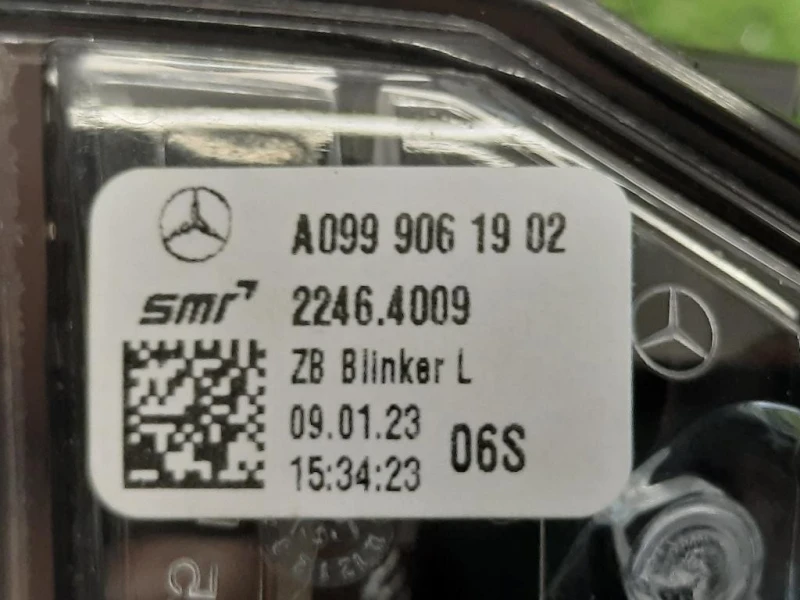 A099 906 19 02
smr 2246.4009
ZB Blinker L
09.01.23
15:34:23 06S